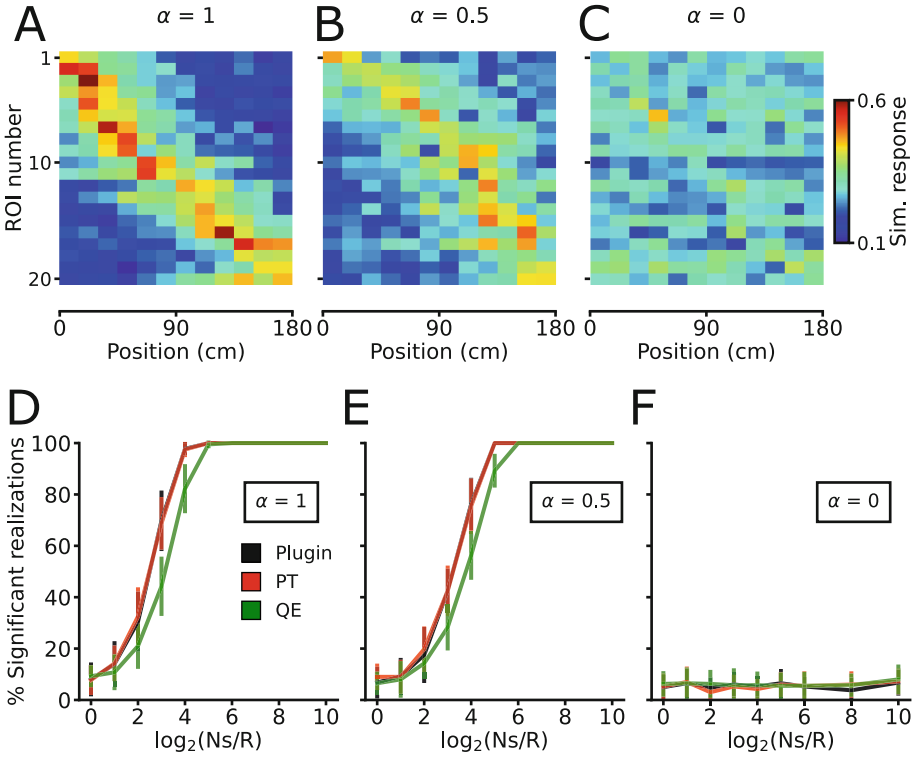 A
α = 1
B
α = 0.5
C
α = 0
ROI number
1
10
20
0.6
0.1
Sim. response
0 90 180
Position (cm)
0 90 180
Position (cm)
0 90 180
Position (cm)
D
E
F
% Significant realizations
100
80
60
40
20
0
α = 1
Plugin
PT
QE
α = 0.5
α = 0
0 2 4 6 8 10
log₂(Ns/R)
0 2 4 6 8 10
log₂(Ns/R)
0 2 4 6 8 10
log₂(Ns/R)